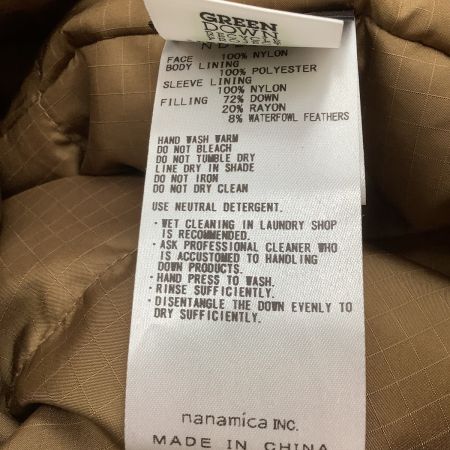 GREEN
DOWN
FACE 100% NYLON
BODY LINING
100% POLYESTER
SLEEVE LINING
100% NYLON
FILLING 72% DOWN
20% RAYON
8% WATERFOWL FEATHERS
HAND WASH WARM
DO NOT BLEACH
DO NOT TUMBLE DRY
LINE DRY IN SHADE
DO NOT IRON
DO NOT DRY CLEAN
USE NEUTRAL DETERGENT.
・WET CLEANING IN LAUNDRY SHOP
IS RECOMMENDED.
・ASK PROFESSIONAL CLEANER WHO
IS ACCUSTOMED TO HANDLING
DOWN PRODUCTS.
・HAND PRESS TO WASH.
・RINSE SUFFICIENTLY.
・DISENTANGLE THE DOWN EVENLY TO
DRY SUFFICIENTLY.
nanamica INC.
MADE IN CHINA